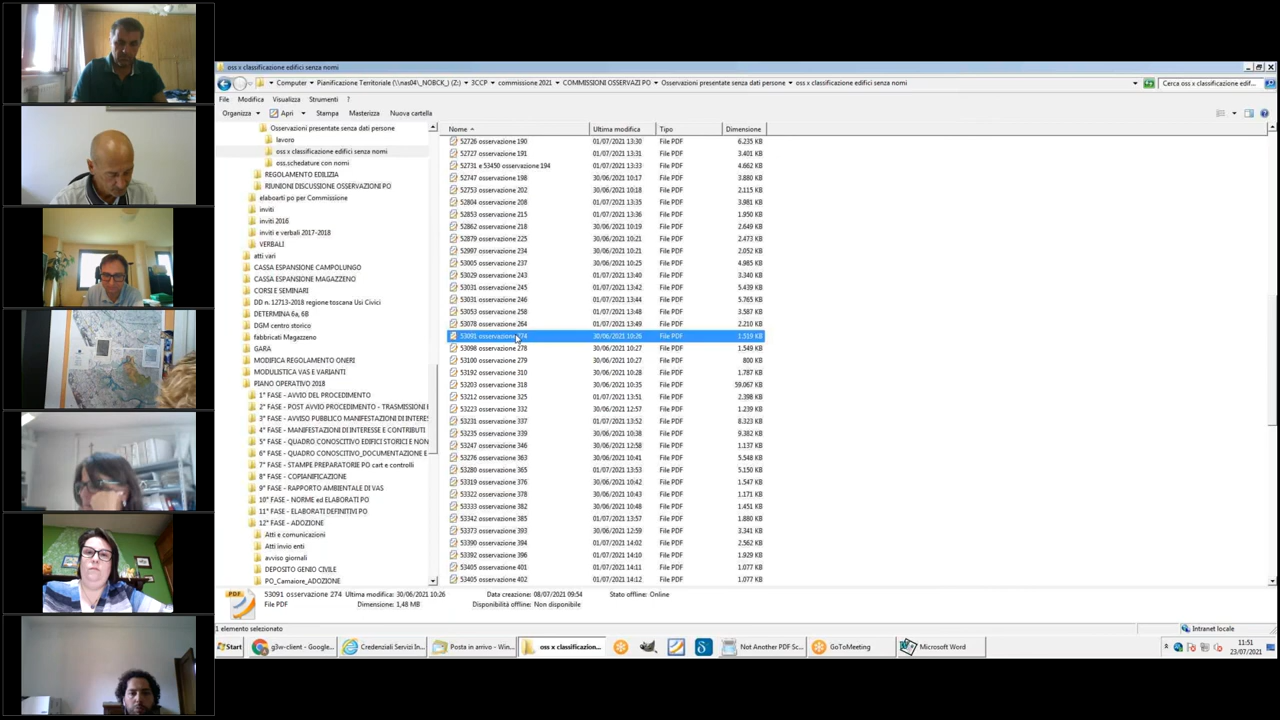 oss x classificazione edifici senza nomi
Computer ▸ Pianificazione Territoriale (\\nas04\_NOBCK_) (Z:) ▸ 3CCP ▸ commissione 2021 ▸ COMMISSIONI OSSERVAZI PO ▸ Osservazioni presentate senza dati persone ▸ oss x classificazione edifici senza nomi
Cerca oss x classificazione edif...
File Modifica Visualizza Strumenti ?
Organizza Apri Stampa Masterizza Nuova cartella
Osservazioni presentate senza dati persone
lavoro
oss x classificazione edifici senza nomi
oss.schedature con nomi
REGOLAMENTO EDILIZIA
RIUNIONI DISCUSSIONE OSSERVAZIONI PO
elaboarti po per Commissione
inviti
inviti 2016
inviti e verbali 2017-2018
VERBALI
atti vari
CASSA ESPANSIONE CAMPOLUNGO
CASSA ESPANSIONE MAGAZZENO
CORSI E SEMINARI
DD n. 12713-2018 regione toscana Usi Civici
DETERMINA 6a, 6B
DGM centro storico
fabbricati Magazzeno
GARA
MODIFICA REGOLAMENTO ONERI
MODULISTICA VAS E VARIANTI
PIANO OPERATIVO 2018
1° FASE - AVVIO DEL PROCEDIMENTO
2° FASE - POST AVVIO PROCEDIMENTO - TRASMISSIONI E
3° FASE - AVVISO PUBBLICO MANIFESTAZIONI DI INTERES
4° FASE - MANIFESTAZIONI DI INTERESSE E CONTRIBUTI
5° FASE - QUADRO CONOSCITIVO EDIFICI STORICI E NON
6° FASE - QUADRO CONOSCITIVO_DOCUMENTAZIONE E
7° FASE - STAMPE PREPARATORIE PO cart e controlli
8° FASE - COPIANIFICAZIONE
9° FASE - RAPPORTO AMBIENTALE DI VAS
10° FASE - NORME ed ELABORATI PO
11° FASE - ELABORATI DEFINITIVI PO
12° FASE - ADOZIONE
Atti e comunicazioni
Atti invio enti
avviso giornali
DEPOSITO GENIO CIVILE
PO_Camaiore_ADOZIONE
Nome Ultima modifica Tipo Dimensione
52726 osservazione 190 01/07/2021 13:30 File PDF 6.235 KB
52727 osservazione 191 01/07/2021 13:31 File PDF 3.401 KB
52731 e 53450 osservazione 194 01/07/2021 13:33 File PDF 4.662 KB
52747 osservazione 198 30/06/2021 10:17 File PDF 3.880 KB
52753 osservazione 202 30/06/2021 10:18 File PDF 2.115 KB
52804 osservazione 208 01/07/2021 13:35 File PDF 3.981 KB
52853 osservazione 215 01/07/2021 13:36 File PDF 1.950 KB
52862 osservazione 218 30/06/2021 10:19 File PDF 2.649 KB
52879 osservazione 225 30/06/2021 10:21 File PDF 2.473 KB
52997 osservazione 234 30/06/2021 10:21 File PDF 2.052 KB
53005 osservazione 237 30/06/2021 10:25 File PDF 4.985 KB
53029 osservazione 243 01/07/2021 13:40 File PDF 3.340 KB
53031 osservazione 245 01/07/2021 13:42 File PDF 5.439 KB
53031 osservazione 246 01/07/2021 13:44 File PDF 5.765 KB
53053 osservazione 258 01/07/2021 13:48 File PDF 3.587 KB
53078 osservazione 264 01/07/2021 13:49 File PDF 2.210 KB
53091 osservazione 274 30/06/2021 10:26 File PDF 1.519 KB
53098 osservazione 278 30/06/2021 10:27 File PDF 1.549 KB
53100 osservazione 279 30/06/2021 10:27 File PDF 800 KB
53192 osservazione 310 30/06/2021 10:28 File PDF 1.787 KB
53203 osservazione 318 30/06/2021 10:35 File PDF 59.067 KB
53212 osservazione 325 01/07/2021 13:51 File PDF 2.398 KB
53223 osservazione 332 30/06/2021 12:57 File PDF 1.239 KB
53231 osservazione 337 01/07/2021 13:52 File PDF 8.323 KB
53235 osservazione 339 30/06/2021 10:38 File PDF 9.382 KB
53247 osservazione 346 30/06/2021 12:58 File PDF 1.137 KB
53276 osservazione 363 30/06/2021 10:41 File PDF 5.548 KB
53280 osservazione 365 01/07/2021 13:53 File PDF 5.150 KB
53319 osservazione 376 30/06/2021 10:42 File PDF 1.547 KB
53322 osservazione 378 30/06/2021 10:43 File PDF 1.171 KB
53333 osservazione 382 30/06/2021 10:48 File PDF 1.451 KB
53342 osservazione 385 01/07/2021 13:57 File PDF 1.880 KB
53373 osservazione 393 30/06/2021 12:59 File PDF 3.341 KB
53390 osservazione 394 01/07/2021 14:02 File PDF 2.562 KB
53392 osservazione 396 01/07/2021 14:10 File PDF 1.929 KB
53405 osservazione 401 01/07/2021 14:11 File PDF 1.077 KB
53405 osservazione 402 01/07/2021 14:12 File PDF 1.077 KB
PDF
53091 osservazione 274 Ultima modifica: 30/06/2021 10:26 Data creazione: 08/07/2021 09:54 Stato offline: Online
File PDF Dimensione: 1,48 MB Disponibilità offline: Non disponibile
1 elemento selezionato
Intranet locale
Start g3w-client - Google... Credenziali Servizi In... Posta in arrivo - Win... oss x classificazion... Not Another PDF Sc... GoToMeeting Microsoft Word
11:51
23/07/2021